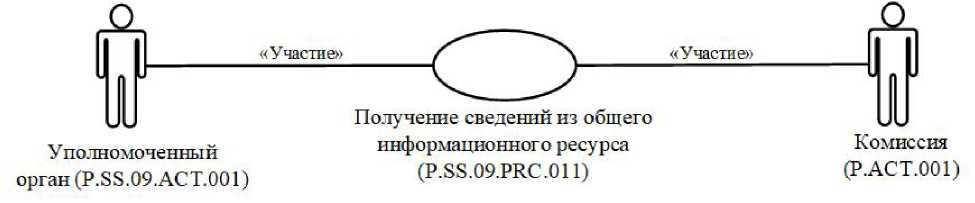 «Участие»
«Участие»
Получение сведений из общего
информационного ресурса
(P.SS.09.PRC.011)
Уполномоченный
орган (P.SS.09.ACT.001)
Комиссия
(P.ACT.001)